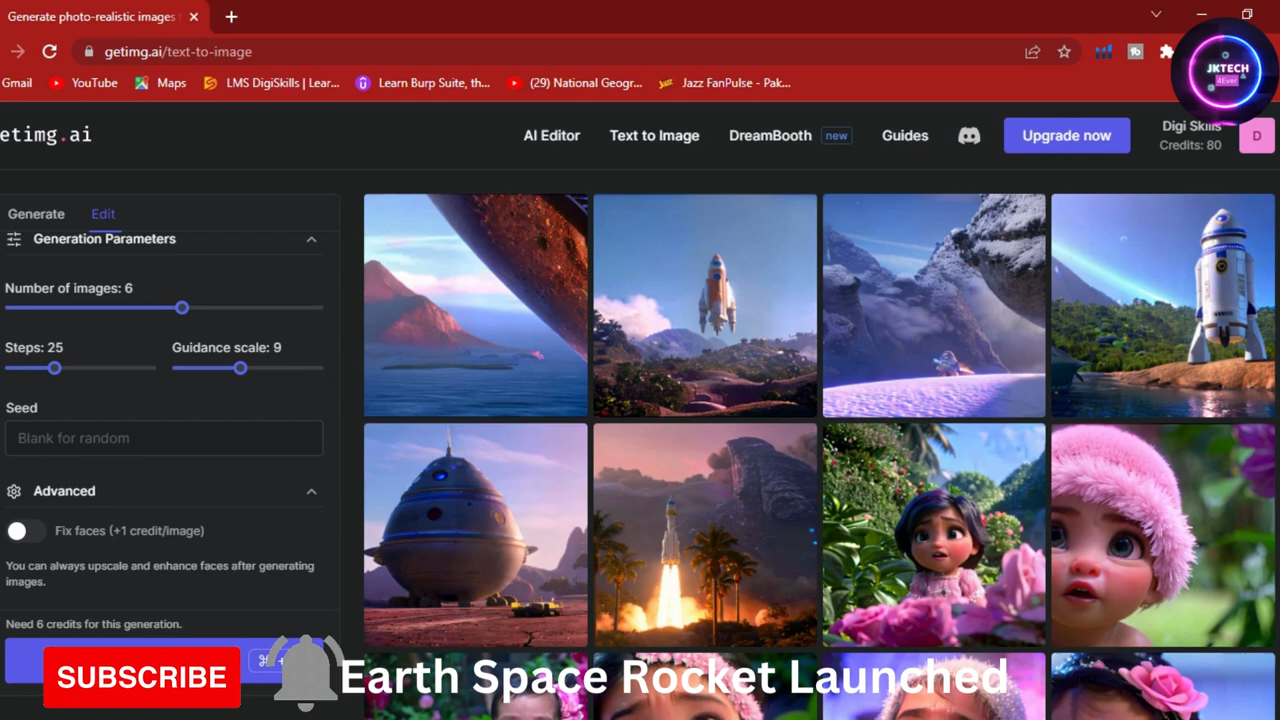 Generate photo-realistic images
getimg.ai/text-to-image
Gmail YouTube Maps LMS DigiSkills | Lear... Learn Burp Suite, th... (29) National Geogr... Jazz FanPulse - Pak...
JKTECH
4Ever
etimg.ai AI Editor Text to Image DreamBooth new Guides Upgrade now Digi Skills
Credits: 80 D
Generate Edit
Generation Parameters
Number of images: 6
Steps: 25 Guidance scale: 9
Seed
Blank for random
Advanced
Fix faces (+1 credit/image)
You can always upscale and enhance faces after generating
images.
Need 6 credits for this generation.
SUBSCRIBE Earth Space Rocket Launched